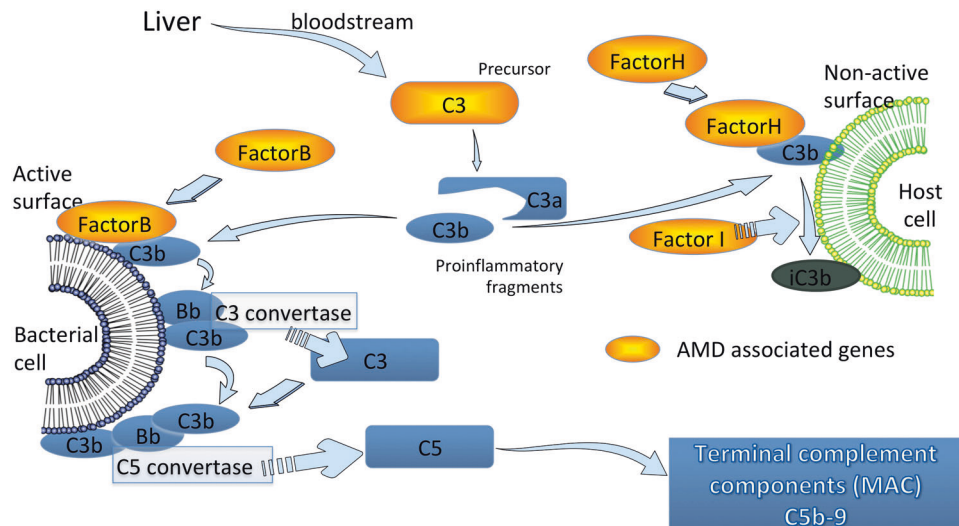 Liver
bloodstream
Precursor
C3
FactorH
Non-active
surface
FactorH
C3b
FactorB
Active
surface
FactorB
C3b
C3a
C3b
Proinflammatory
fragments
Factor I
Host
cell
iC3b
Bb
C3 convertase
C3b
Bacterial
cell
C3
AMD associated genes
C3b
Bb
C3b
C5 convertase
C5
Terminal complement
components (MAC)
C5b-9